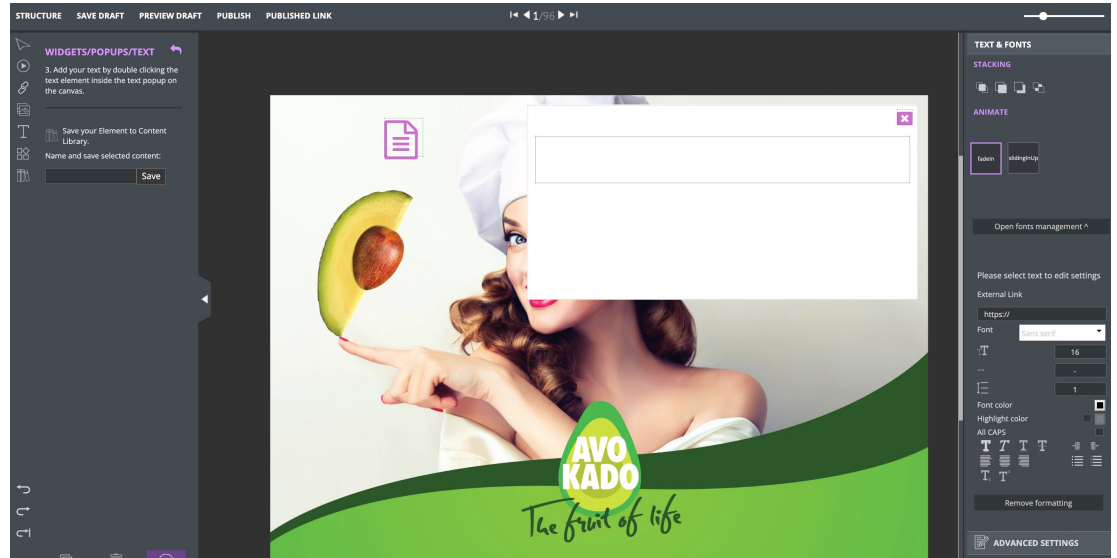 STRUCTURE SAVE DRAFT PREVIEW DRAFT PUBLISH PUBLISHED LINK
1/96
WIDGETS/POPUPS/TEXT
3. Add your text by double clicking the
text element inside the text popup on
the canvas.
Save your Element to Content
Library.
Name and save selected content:
Save
AVO
KADO
The fruit of life
TEXT & FONTS
STACKING
ANIMATE
fadeIn slidingInUp
Open fonts management ^
Please select text to edit settings
External Link
https://
Font Sans serif
16
-
1
Font color
Highlight color
All CAPS
Remove formatting
ADVANCED SETTINGS